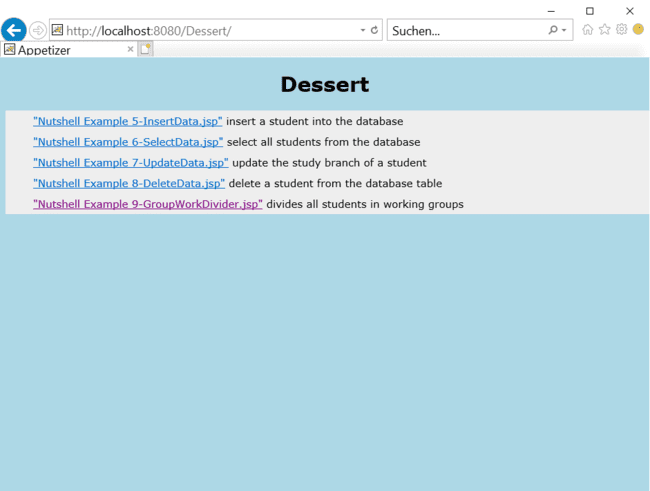 http://localhost:8080/Dessert/
Suchen...
Appetizer
Dessert
"Nutshell Example 5-InsertData.jsp" insert a student into the database
"Nutshell Example 6-SelectData.jsp" select all students from the database
"Nutshell Example 7-UpdateData.jsp" update the study branch of a student
"Nutshell Example 8-DeleteData.jsp" delete a student from the database table
"Nutshell Example 9-GroupWorkDivider.jsp" divides all students in working groups